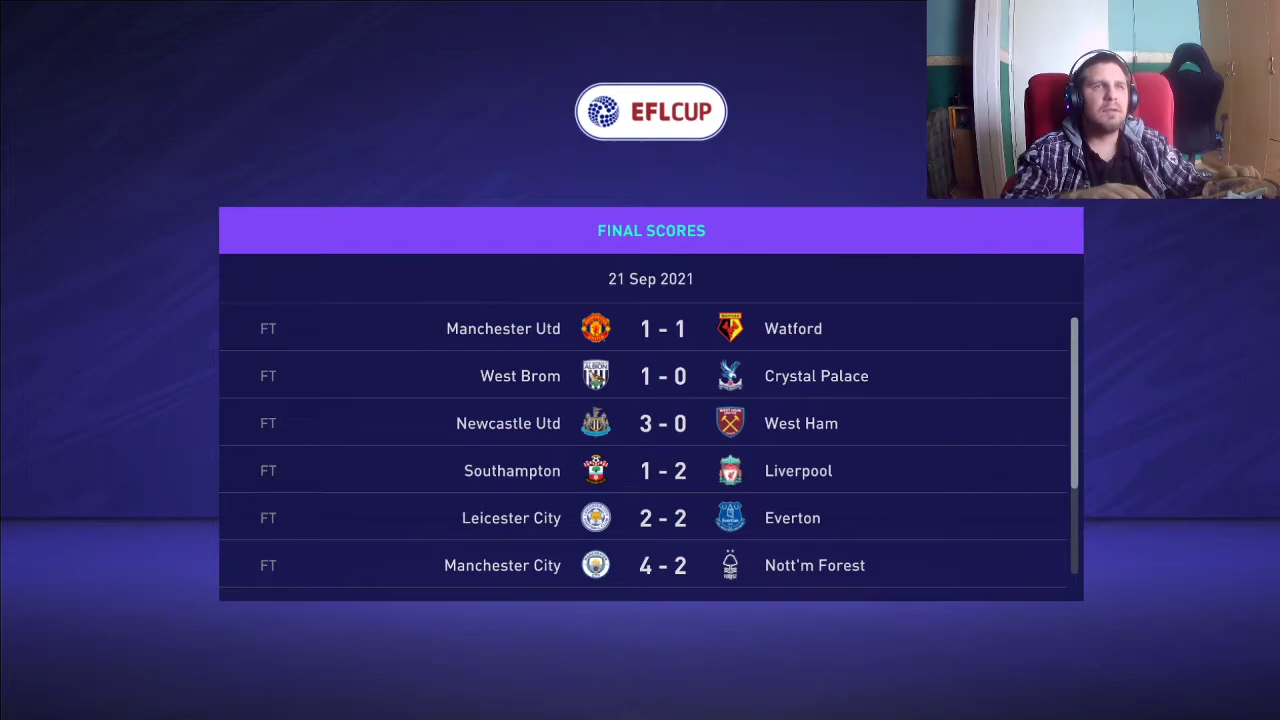 EFLCUP
FINAL SCORES
21 Sep 2021
FT Manchester Utd 1 - 1 Watford
FT West Brom 1 - 0 Crystal Palace
FT Newcastle Utd 3 - 0 West Ham
FT Southampton 1 - 2 Liverpool
FT Leicester City 2 - 2 Everton
FT Manchester City 4 - 2 Nott'm Forest